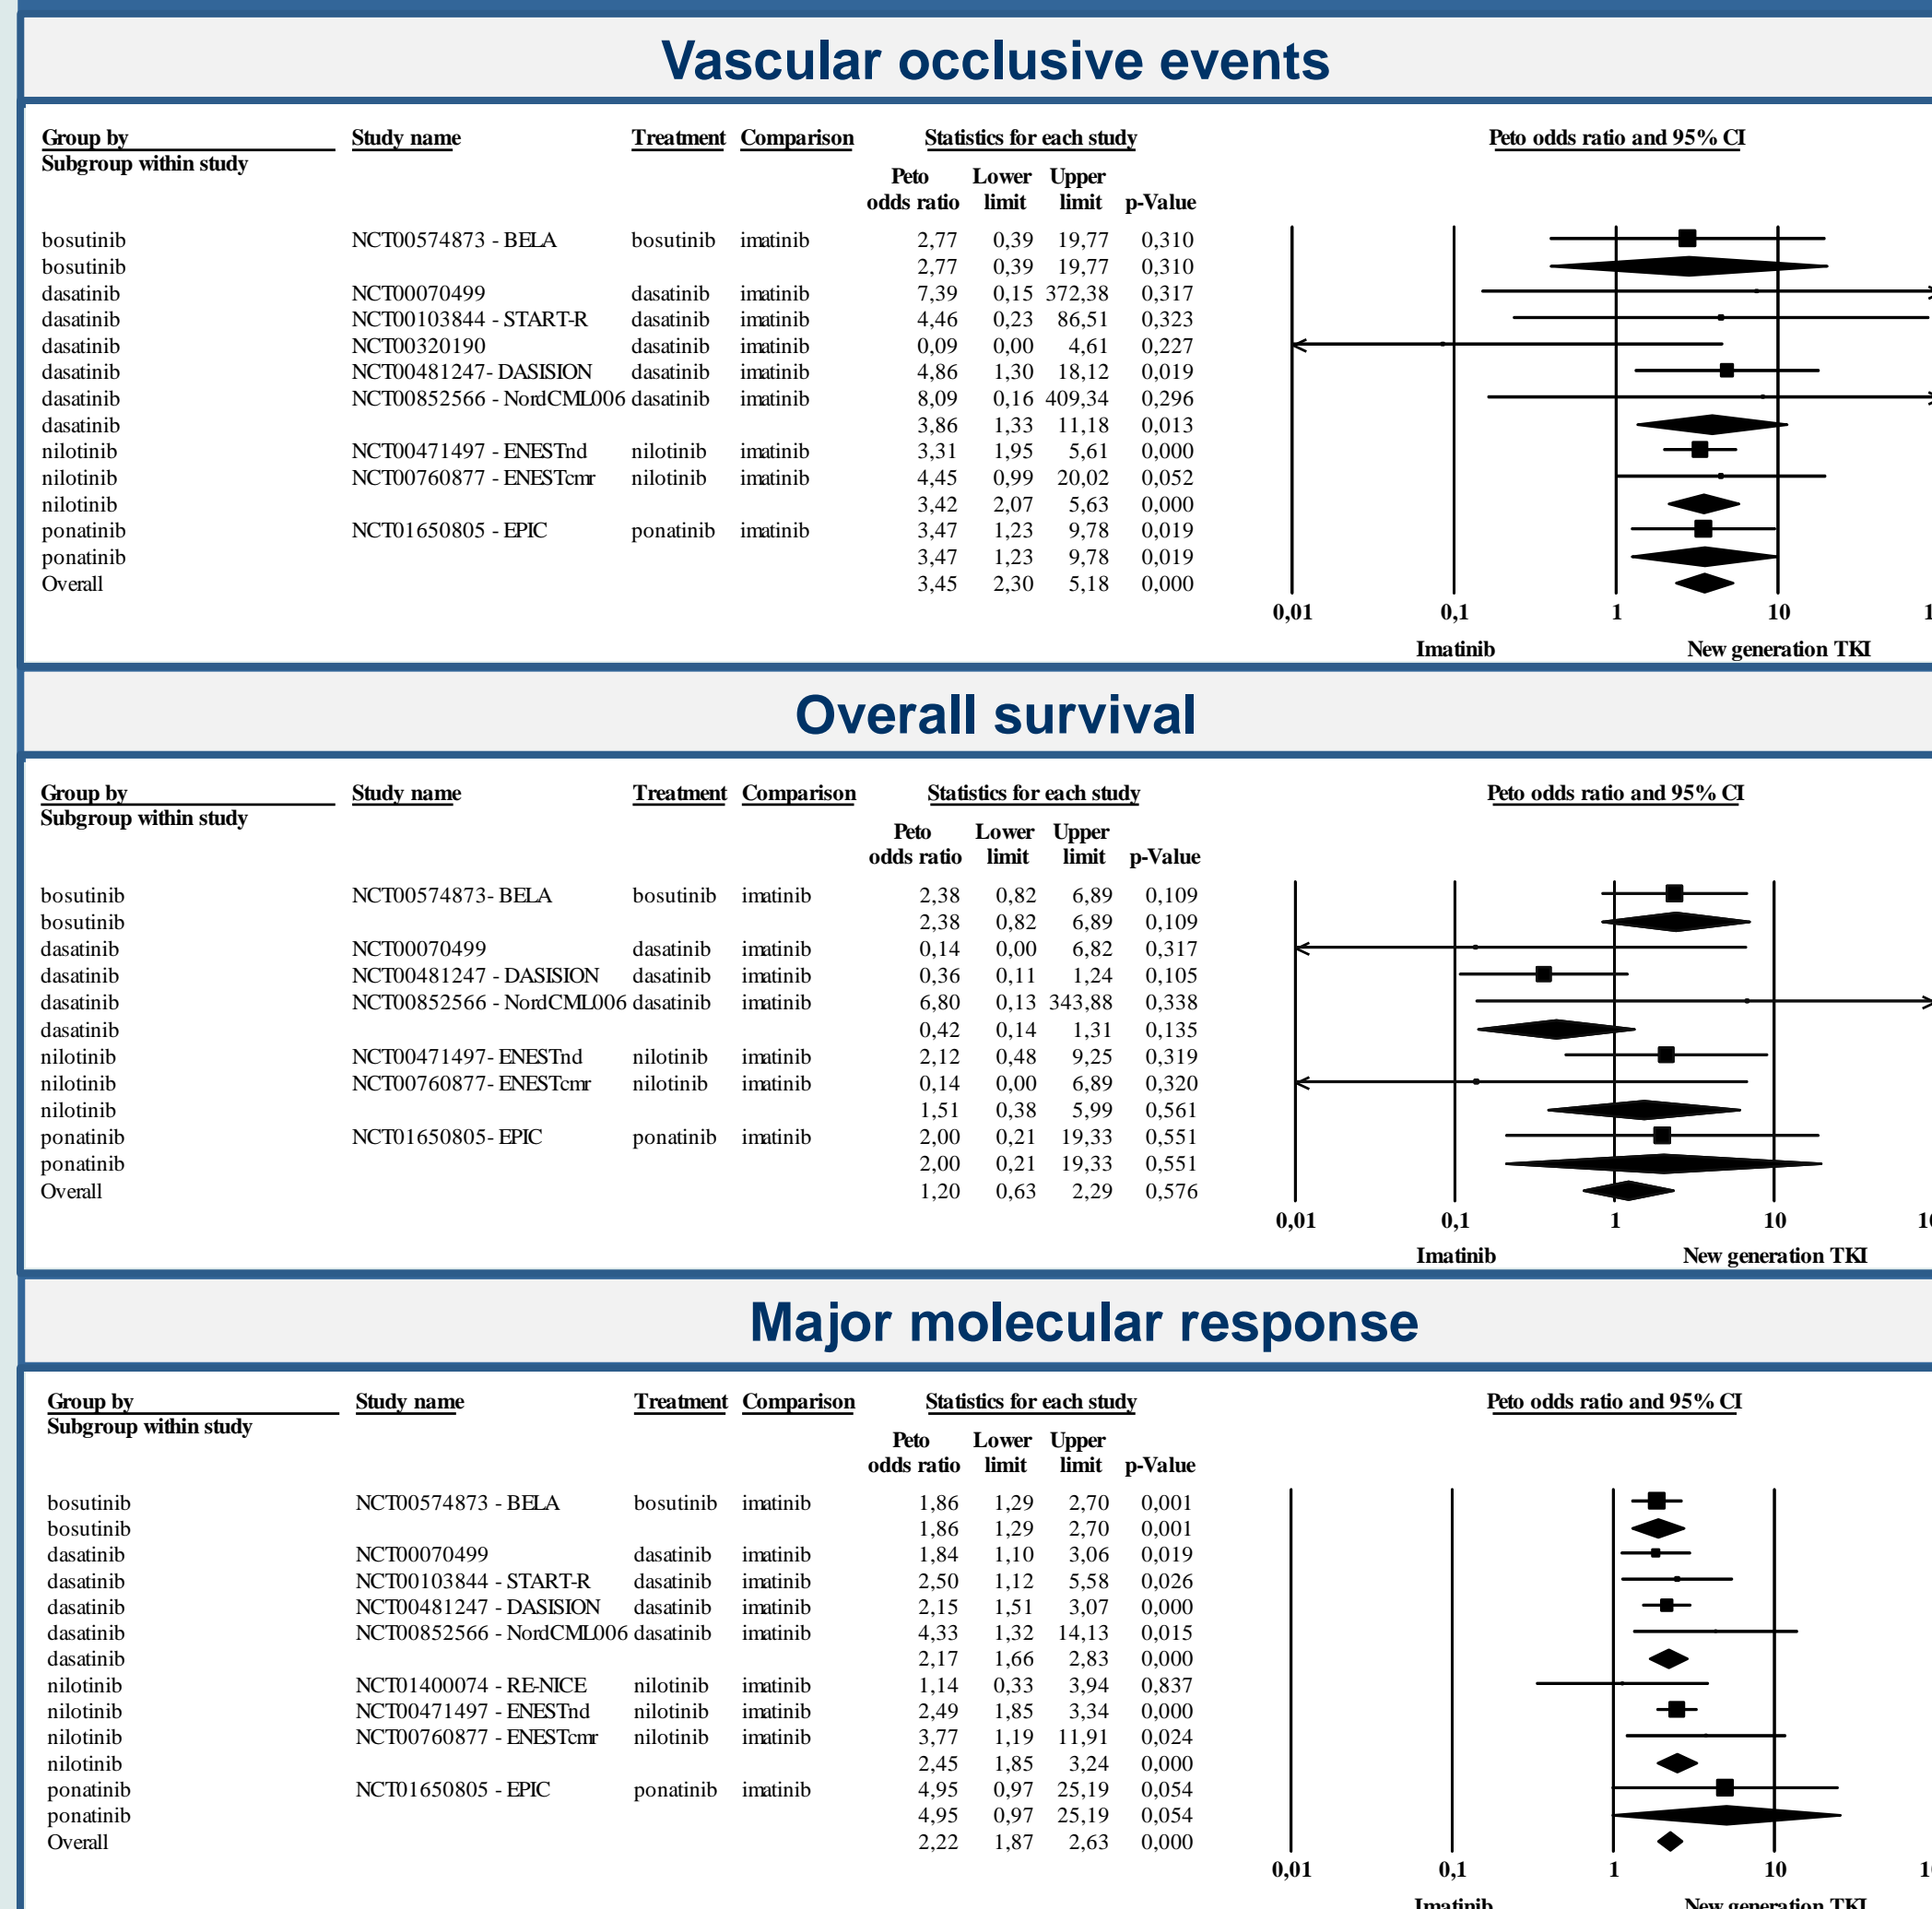 Vascular occlusive events
Group by Study name Treatment Comparison Statistics for each study Peto odds ratio and 95% CI
Subgroup within study
Peto Lower Upper
odds ratio limit limit p-Value
bosutinib NCT00574873 - BELA bosutinib imatinib 2,77 0,39 19,77 0,310
bosutinib 2,77 0,39 19,77 0,310
dasatinib NCT00070499 dasatinib imatinib 7,39 0,15 372,38 0,317
dasatinib NCT00103844 - START-R dasatinib imatinib 4,46 0,23 86,51 0,323
dasatinib NCT00320190 dasatinib imatinib 0,09 0,00 4,61 0,227
dasatinib NCT00481247- DASISION dasatinib imatinib 4,86 1,30 18,12 0,019
dasatinib NCT00852566 - NordCML006 dasatinib imatinib 8,09 0,16 409,34 0,296
dasatinib 3,86 1,33 11,18 0,013
nilotinib NCT00471497 - ENESTnd nilotinib imatinib 3,31 1,95 5,61 0,000
nilotinib NCT00760877 - ENESTcmr nilotinib imatinib 4,45 0,99 20,02 0,052
nilotinib 3,42 2,07 5,63 0,000
ponatinib NCT01650805 - EPIC ponatinib imatinib 3,47 1,23 9,78 0,019
ponatinib 3,47 1,23 9,78 0,019
Overall 3,45 2,30 5,18 0,000
0,01 0,1 1 10
Imatinib New generation TKI
Overall survival
Group by Study name Treatment Comparison Statistics for each study Peto odds ratio and 95% CI
Subgroup within study
Peto Lower Upper
odds ratio limit limit p-Value
bosutinib NCT00574873- BELA bosutinib imatinib 2,38 0,82 6,89 0,109
bosutinib 2,38 0,82 6,89 0,109
dasatinib NCT00070499 dasatinib imatinib 0,14 0,00 6,82 0,317
dasatinib NCT00481247 - DASISION dasatinib imatinib 0,36 0,11 1,24 0,105
dasatinib NCT00852566 - NordCML006 dasatinib imatinib 6,80 0,13 343,88 0,338
dasatinib 0,42 0,14 1,31 0,135
nilotinib NCT00471497- ENESTnd nilotinib imatinib 2,12 0,48 9,25 0,319
nilotinib NCT00760877- ENESTcmr nilotinib imatinib 0,14 0,00 6,89 0,320
nilotinib 1,51 0,38 5,99 0,561
ponatinib NCT01650805- EPIC ponatinib imatinib 2,00 0,21 19,33 0,551
ponatinib 2,00 0,21 19,33 0,551
Overall 1,20 0,63 2,29 0,576
0,01 0,1 1 10
Imatinib New generation TKI
Major molecular response
Group by Study name Treatment Comparison Statistics for each study Peto odds ratio and 95% CI
Subgroup within study
Peto Lower Upper
odds ratio limit limit p-Value
bosutinib NCT00574873 - BELA bosutinib imatinib 1,86 1,29 2,70 0,001
bosutinib 1,86 1,29 2,70 0,001
dasatinib NCT00070499 dasatinib imatinib 1,84 1,10 3,06 0,019
dasatinib NCT00103844 - START-R dasatinib imatinib 2,50 1,12 5,58 0,026
dasatinib NCT00481247 - DASISION dasatinib imatinib 2,15 1,51 3,07 0,000
dasatinib NCT00852566 - NordCML006 dasatinib imatinib 4,33 1,32 14,13 0,015
dasatinib 2,17 1,66 2,83 0,000
nilotinib NCT01400074 - RE-NICE nilotinib imatinib 1,14 0,33 3,94 0,837
nilotinib NCT00471497 - ENESTnd nilotinib imatinib 2,49 1,85 3,34 0,000
nilotinib NCT00760877 - ENESTcmr nilotinib imatinib 3,77 1,19 11,91 0,024
nilotinib 2,45 1,85 3,24 0,000
ponatinib NCT01650805 - EPIC ponatinib imatinib 4,95 0,97 25,19 0,054
ponatinib 4,95 0,97 25,19 0,054
Overall 2,22 1,87 2,63 0,000
0,01 0,1 1 10
Imatinib New generation TKI